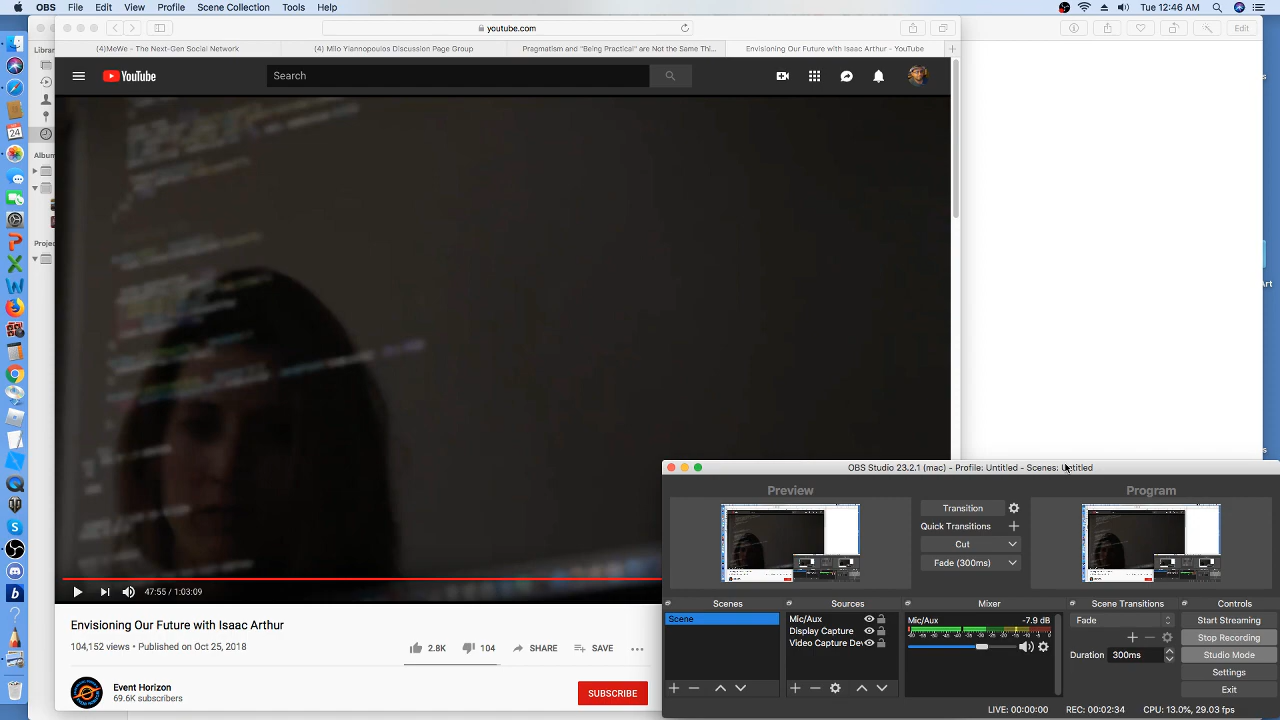 OBS File Edit View Profile Scene Collection Tools Help
Tue 12:46 AM
youtube.com
Edit
(4)MeWe - The Next-Gen Social Network
(4) Milo Yiannopoulos Discussion Page Group
Pragmatism and "Being Practical" are Not the Same Thi...
Envisioning Our Future with Isaac Arthur - YouTube
Librar
YouTube
Search
24
Album
Proje
Art
47:55 / 1:03:09
Envisioning Our Future with Isaac Arthur
104,152 views • Published on Oct 25, 2018
2.8K
104
SHARE
SAVE
Event Horizon
69.6K subscribers
SUBSCRIBE
OBS Studio 23.2.1 (mac) - Profile: Untitled - Scenes: Untitled
Preview
Program
Transition
Quick Transitions
Cut
Fade (300ms)
Scenes
Sources
Mixer
Scene Transitions
Controls
Scene
Mic/Aux
Display Capture
Video Capture De
Mic/Aux
-7.9 dB
Fade
Duration 300ms
Start Streaming
Stop Recording
Studio Mode
Settings
Exit
LIVE: 00:00:00
REC: 00:02:34
CPU: 13.0%, 29.03 fps